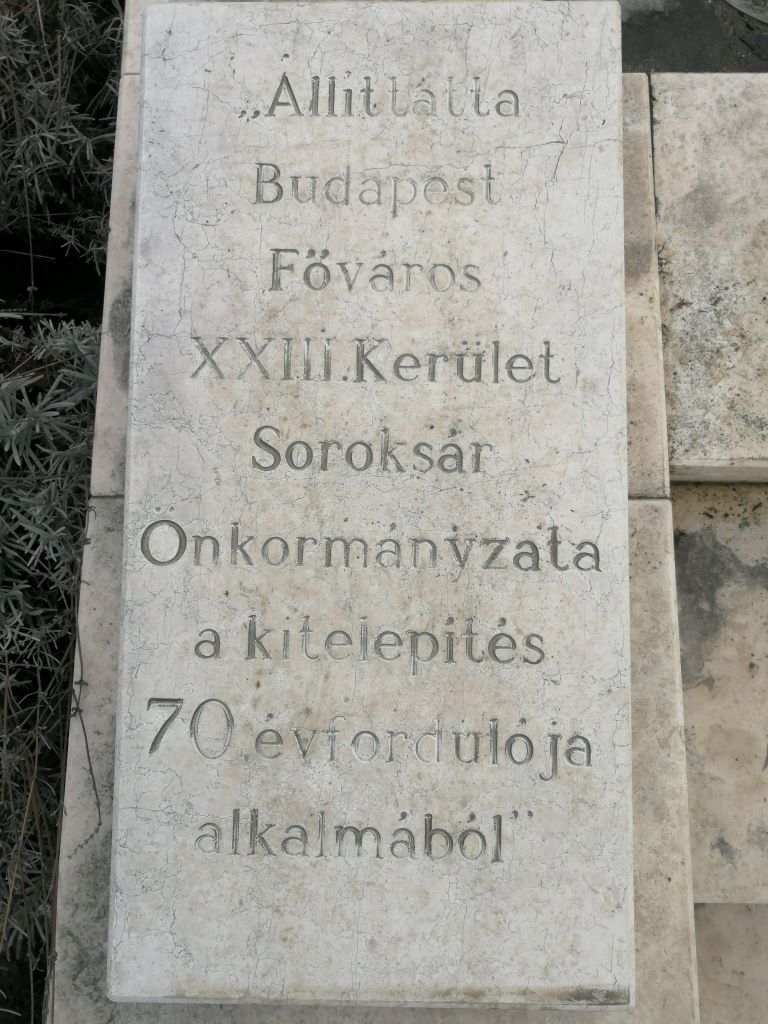 „Állíttatta
Budapest
Főváros
XXIII.Kerület
Soroksár
Önkormányzata
a kitelepítés
70.évfordulója
alkalmából”